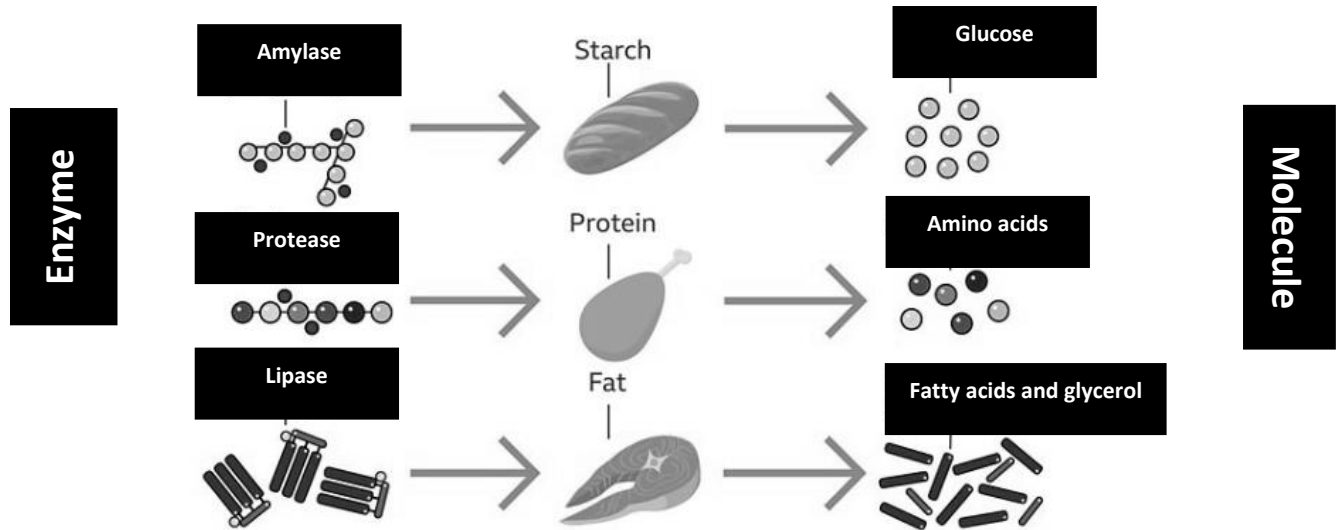 Enzyme
Amylase
Starch
Glucose
Protease
Protein
Amino acids
Lipase
Fat
Fatty acids and glycerol
Molecule